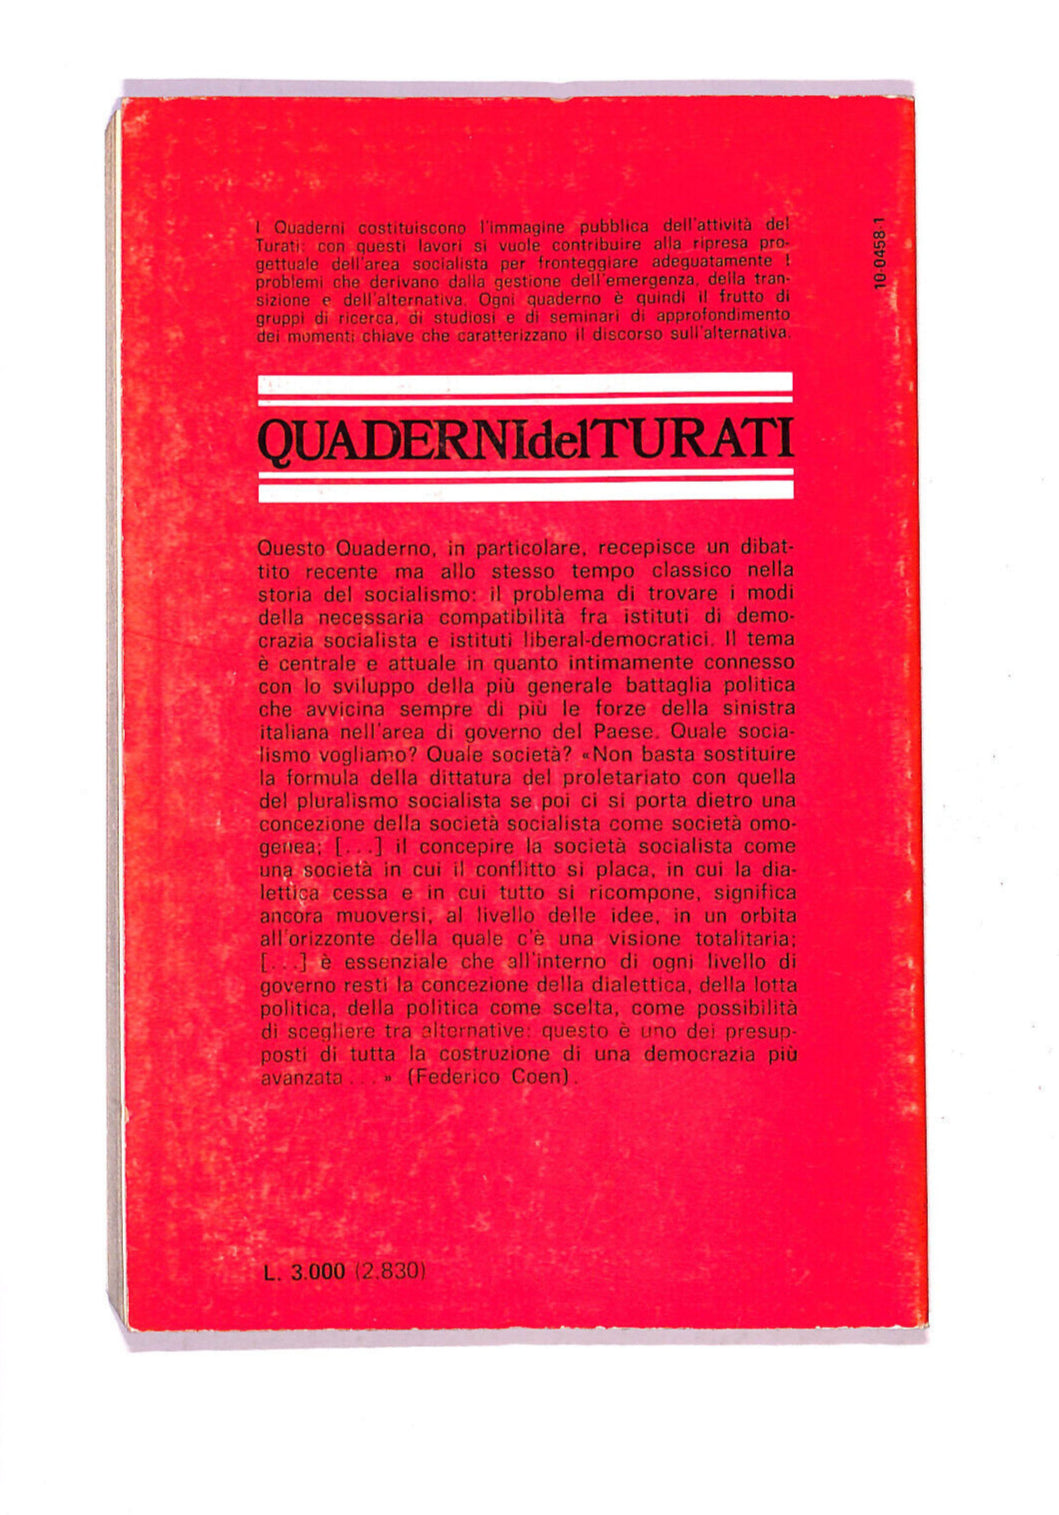 I Quaderni costituiscono l'immagine pubblica dell'attività del
Turati: con questi lavori si vuole contribuire alla ripresa pro-
gettuale dell'area socialista per fronteggiare adeguatamente i
problemi che derivano dalla gestione dell'emergenza, della tran-
sizione e dell'alternativa. Ogni quaderno è quindi il frutto di
gruppi di ricerca, di studiosi e di seminari di approfondimento
dei momenti chiave che caratterizzano il discorso sull'alternativa.
10-0458-1
QUADERNIdelTURATI
Questo Quaderno, in particolare, recepisce un dibat-
tito recente ma allo stesso tempo classico nella
storia del socialismo: il problema di trovare i modi
della necessaria compatibilità fra istituti di demo-
crazia socialista e istituti liberal-democratici. Il tema
è centrale e attuale in quanto intimamente connesso
con lo sviluppo della più generale battaglia politica
che avvicina sempre di più le forze della sinistra
italiana nell'area di governo del Paese. Quale socia-
lismo vogliamo? Quale società? «Non basta sostituire
la formula della dittatura del proletariato con quella
del pluralismo socialista se poi ci si porta dietro una
concezione della società socialista come società omo-
genea; [...] il concepire la società socialista come
una società in cui il conflitto si placa, in cui la dia-
lettica cessa e in cui tutto si ricompone, significa
ancora muoversi, al livello delle idee, in un orbita
all'orizzonte della quale c'è una visione totalitaria;
[...] è essenziale che all'interno di ogni livello di
governo resti la concezione della dialettica, della lotta
politica, della politica come scelta, come possibilità
di scegliere tra alternative: questo è uno dei presup-
posti di tutta la costruzione di una democrazia più
avanzata ... » (Federico Coen).
L. 3.000 (2.830)